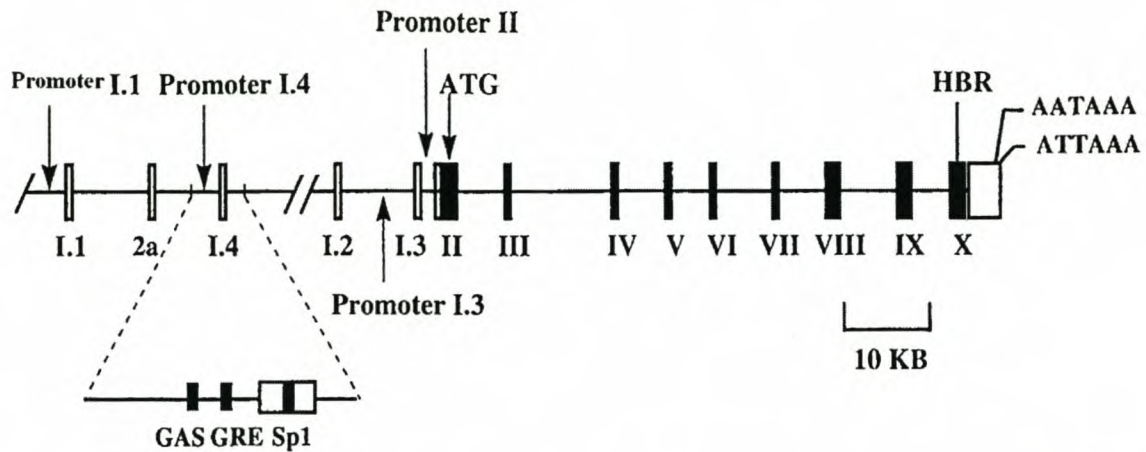 Promoter II
Promoter I.1 Promoter I.4 ATG HBR AATAAA
ATTAAA
I.1 2a I.4 I.2 I.3 II III IV V VI VII VIII IX X
Promoter I.3
10 KB
GAS GRE Sp1